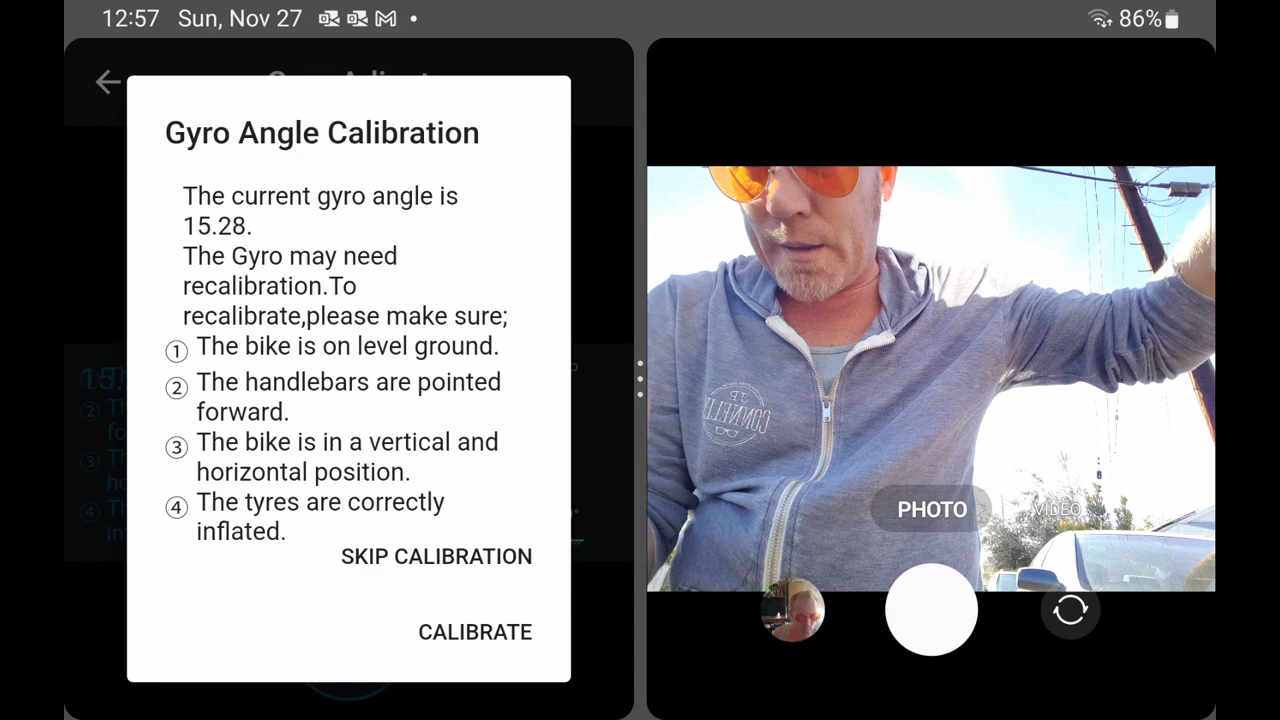 12:57 Sun, Nov 27
86%
Gyro Angle Calibration
The current gyro angle is
15.28.
The Gyro may need
recalibration.To
recalibrate,please make sure;
① The bike is on level ground.
② The handlebars are pointed
forward.
③ The bike is in a vertical and
horizontal position.
④ The tyres are correctly
inflated.
SKIP CALIBRATION
CALIBRATE
CONNELL
PHOTO
VIDEO